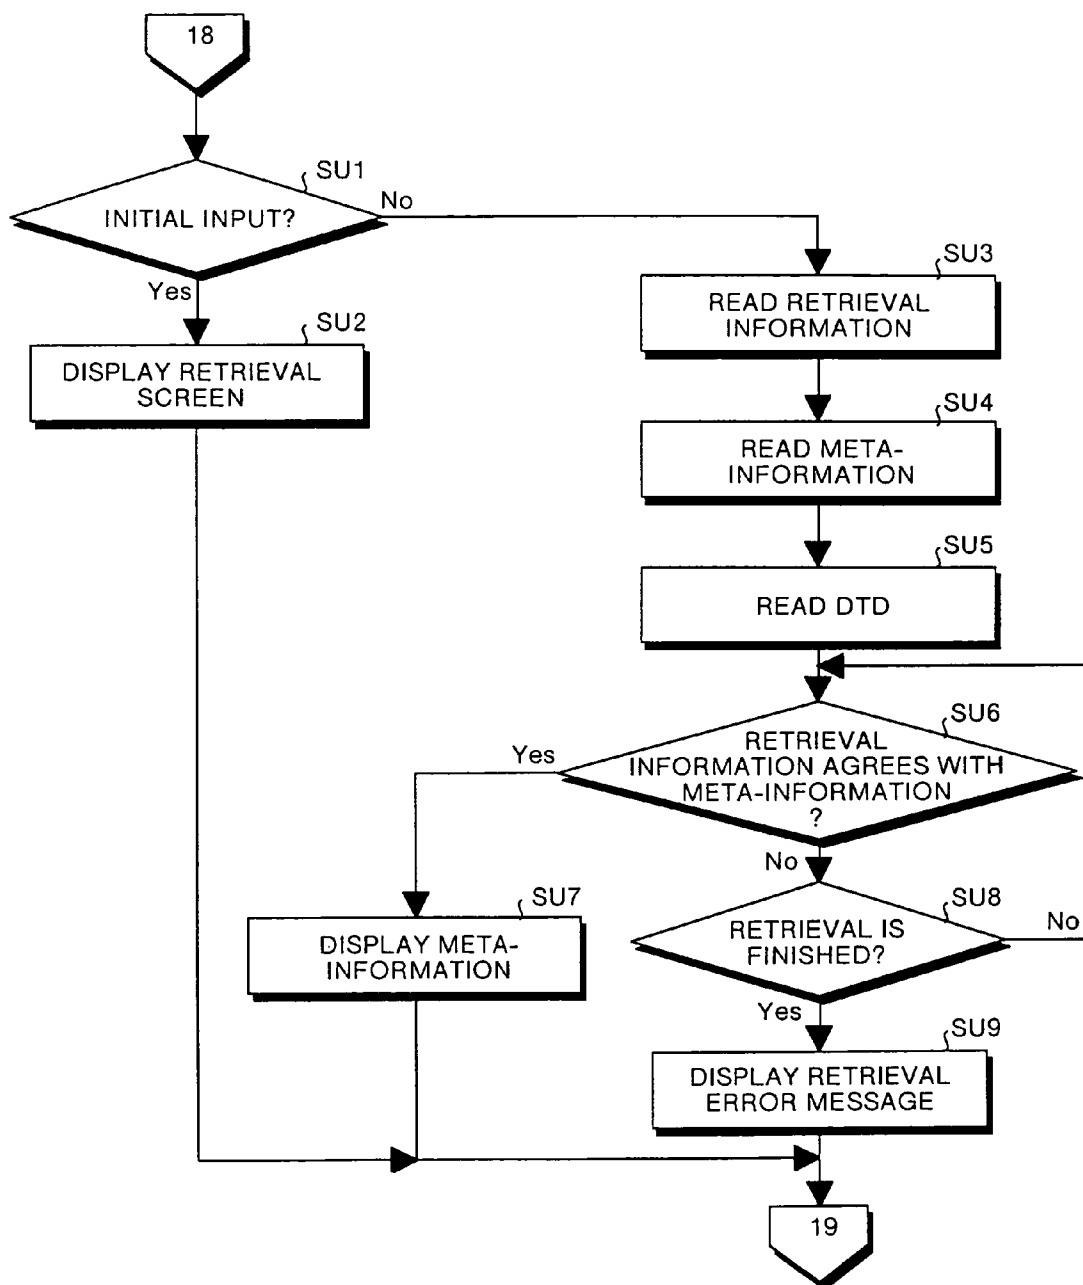 18
SU1
INITIAL INPUT?
No
Yes
SU2
DISPLAY RETRIEVAL
SCREEN
SU3
READ RETRIEVAL
INFORMATION
SU4
READ META-
INFORMATION
SU5
READ DTD
SU6
RETRIEVAL
INFORMATION AGREES WITH
META-INFORMATION
?
Yes
No
SU7
DISPLAY META-
INFORMATION
SU8
RETRIEVAL IS
FINISHED?
No
Yes
SU9
DISPLAY RETRIEVAL
ERROR MESSAGE
19